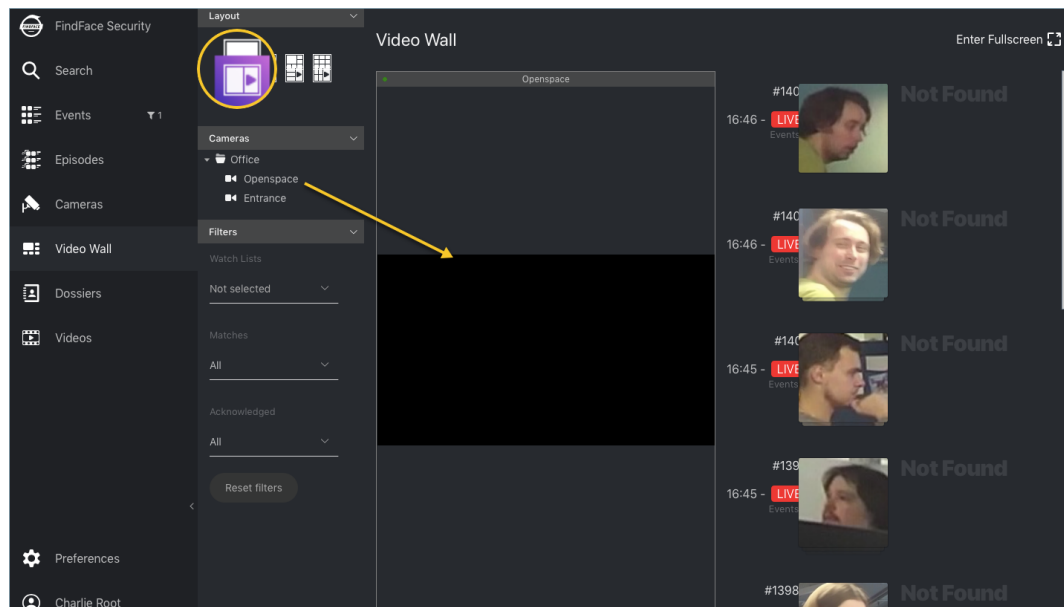 FindFace Security
Search
Events 1
Episodes
Cameras
Video Wall
Dossiers
Videos
Preferences
Charlie Root
Layout
Cameras
Office
Openspace
Entrance
Filters
Watch Lists
Not selected
Matches
All
Acknowledged
All
Reset filters
Video Wall
Enter Fullscreen
Openspace
#140
16:46 - LIVE
Events
Not Found
#140
16:46 - LIVE
Events
Not Found
#140
16:45 - LIVE
Events
Not Found
#139
16:45 - LIVE
Events
Not Found
#1398
Not Found